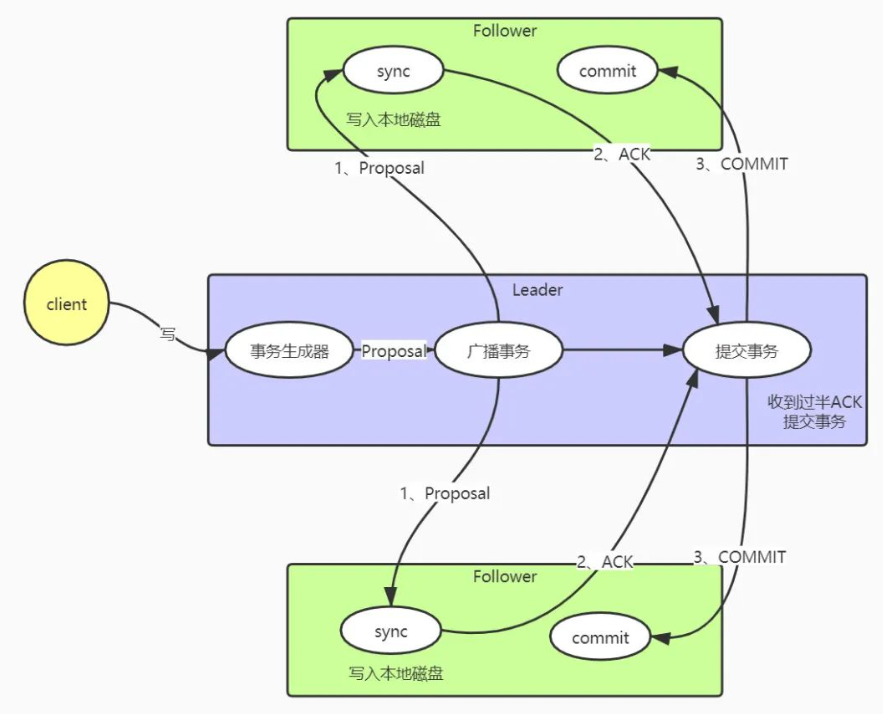 Follower
sync
commit
写入本地磁盘
1、Proposal
2、ACK
3、COMMIT
Leader
client
写
事务生成器
Proposal
广播事务
提交事务
收到过半ACK
提交事务
1、Proposal
2、ACK
3、COMMIT
Follower
sync
commit
写入本地磁盘